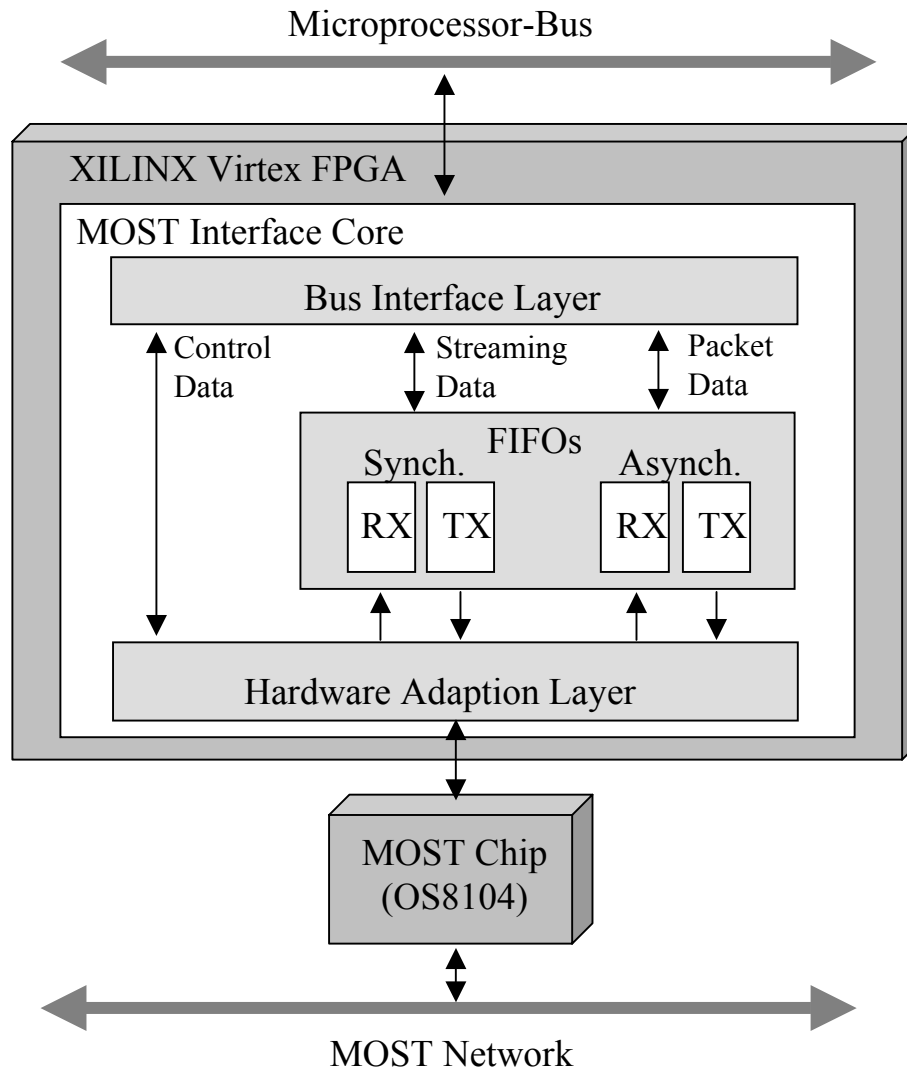 Microprocessor-Bus
XILINX Virtex FPGA
MOST Interface Core
Bus Interface Layer
Control
Data
Streaming
Data
Packet
Data
FIFOs
Synch.
Asynch.
RX
TX
RX
TX
Hardware Adaption Layer
MOST Chip
(OS8104)
MOST Network